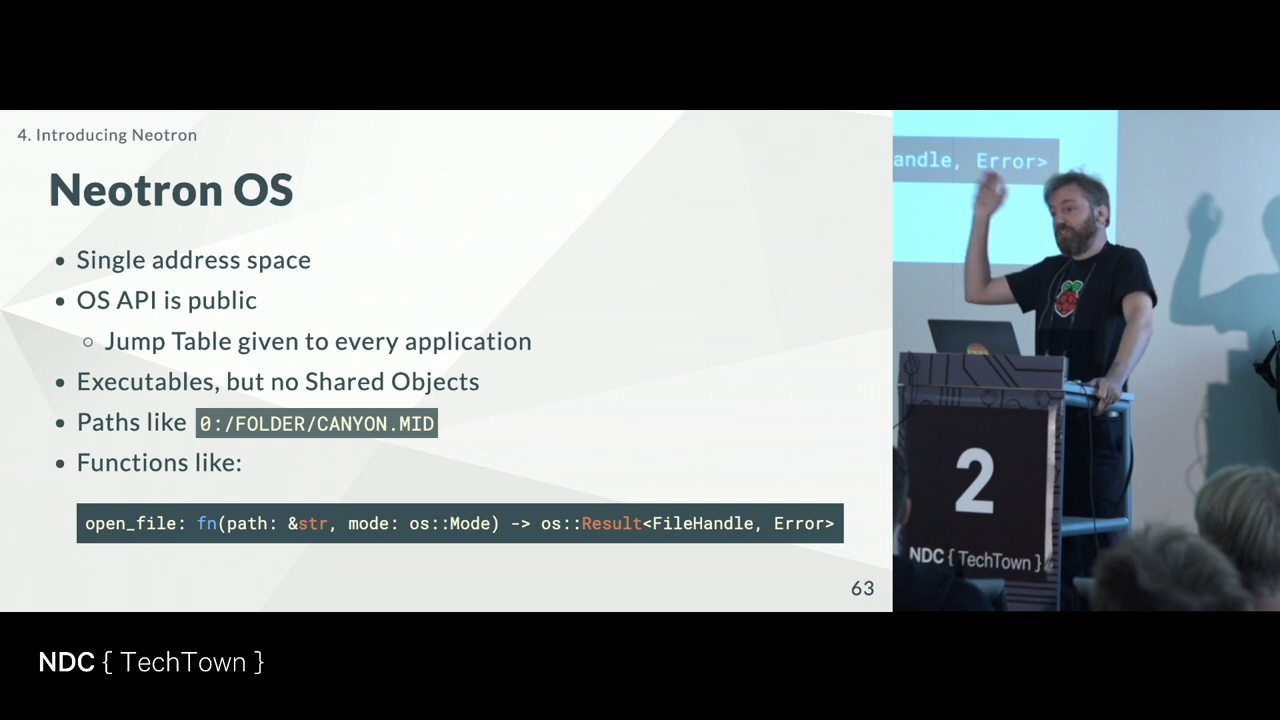 4. Introducing Neotron
Neotron OS
• Single address space
• OS API is public
◦ Jump Table given to every application
• Executables, but no Shared Objects
• Paths like 0:/FOLDER/CANYON.MID
• Functions like:
open_file: fn(path: &str, mode: os::Mode) -> os::Result<FileHandle, Error>
63
andle, Error>
2
NDC { TechTown }
NDC { TechTown }